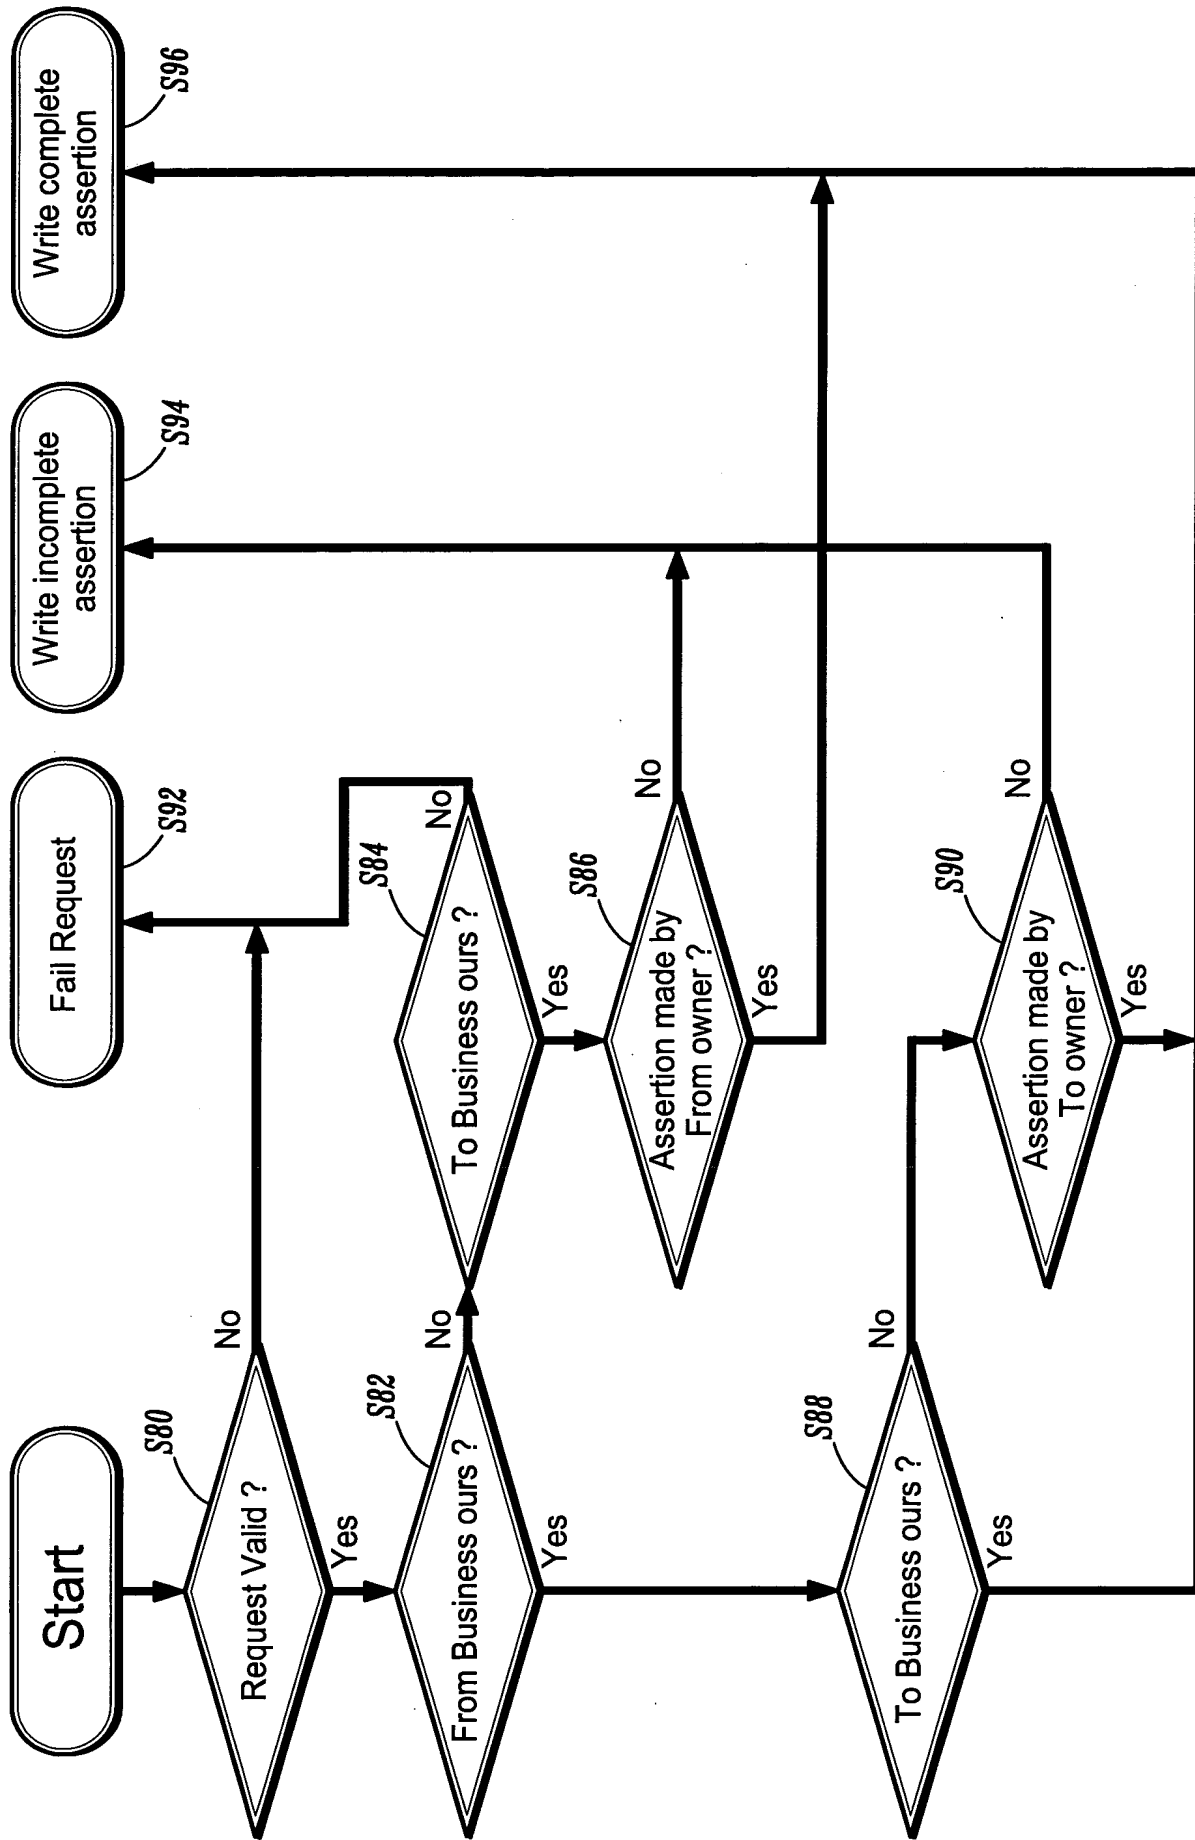 Start
Fail Request
S92
Write incomplete
assertion
S94
Write complete
assertion
S96
Request Valid ?
S80
No
Yes
From Business ours ?
S82
No
Yes
To Business ours ?
S84
No
Yes
Assertion made by
From owner ?
S86
No
Yes
To Business ours ?
S88
No
Yes
Assertion made by
To owner ?
S90
No
Yes